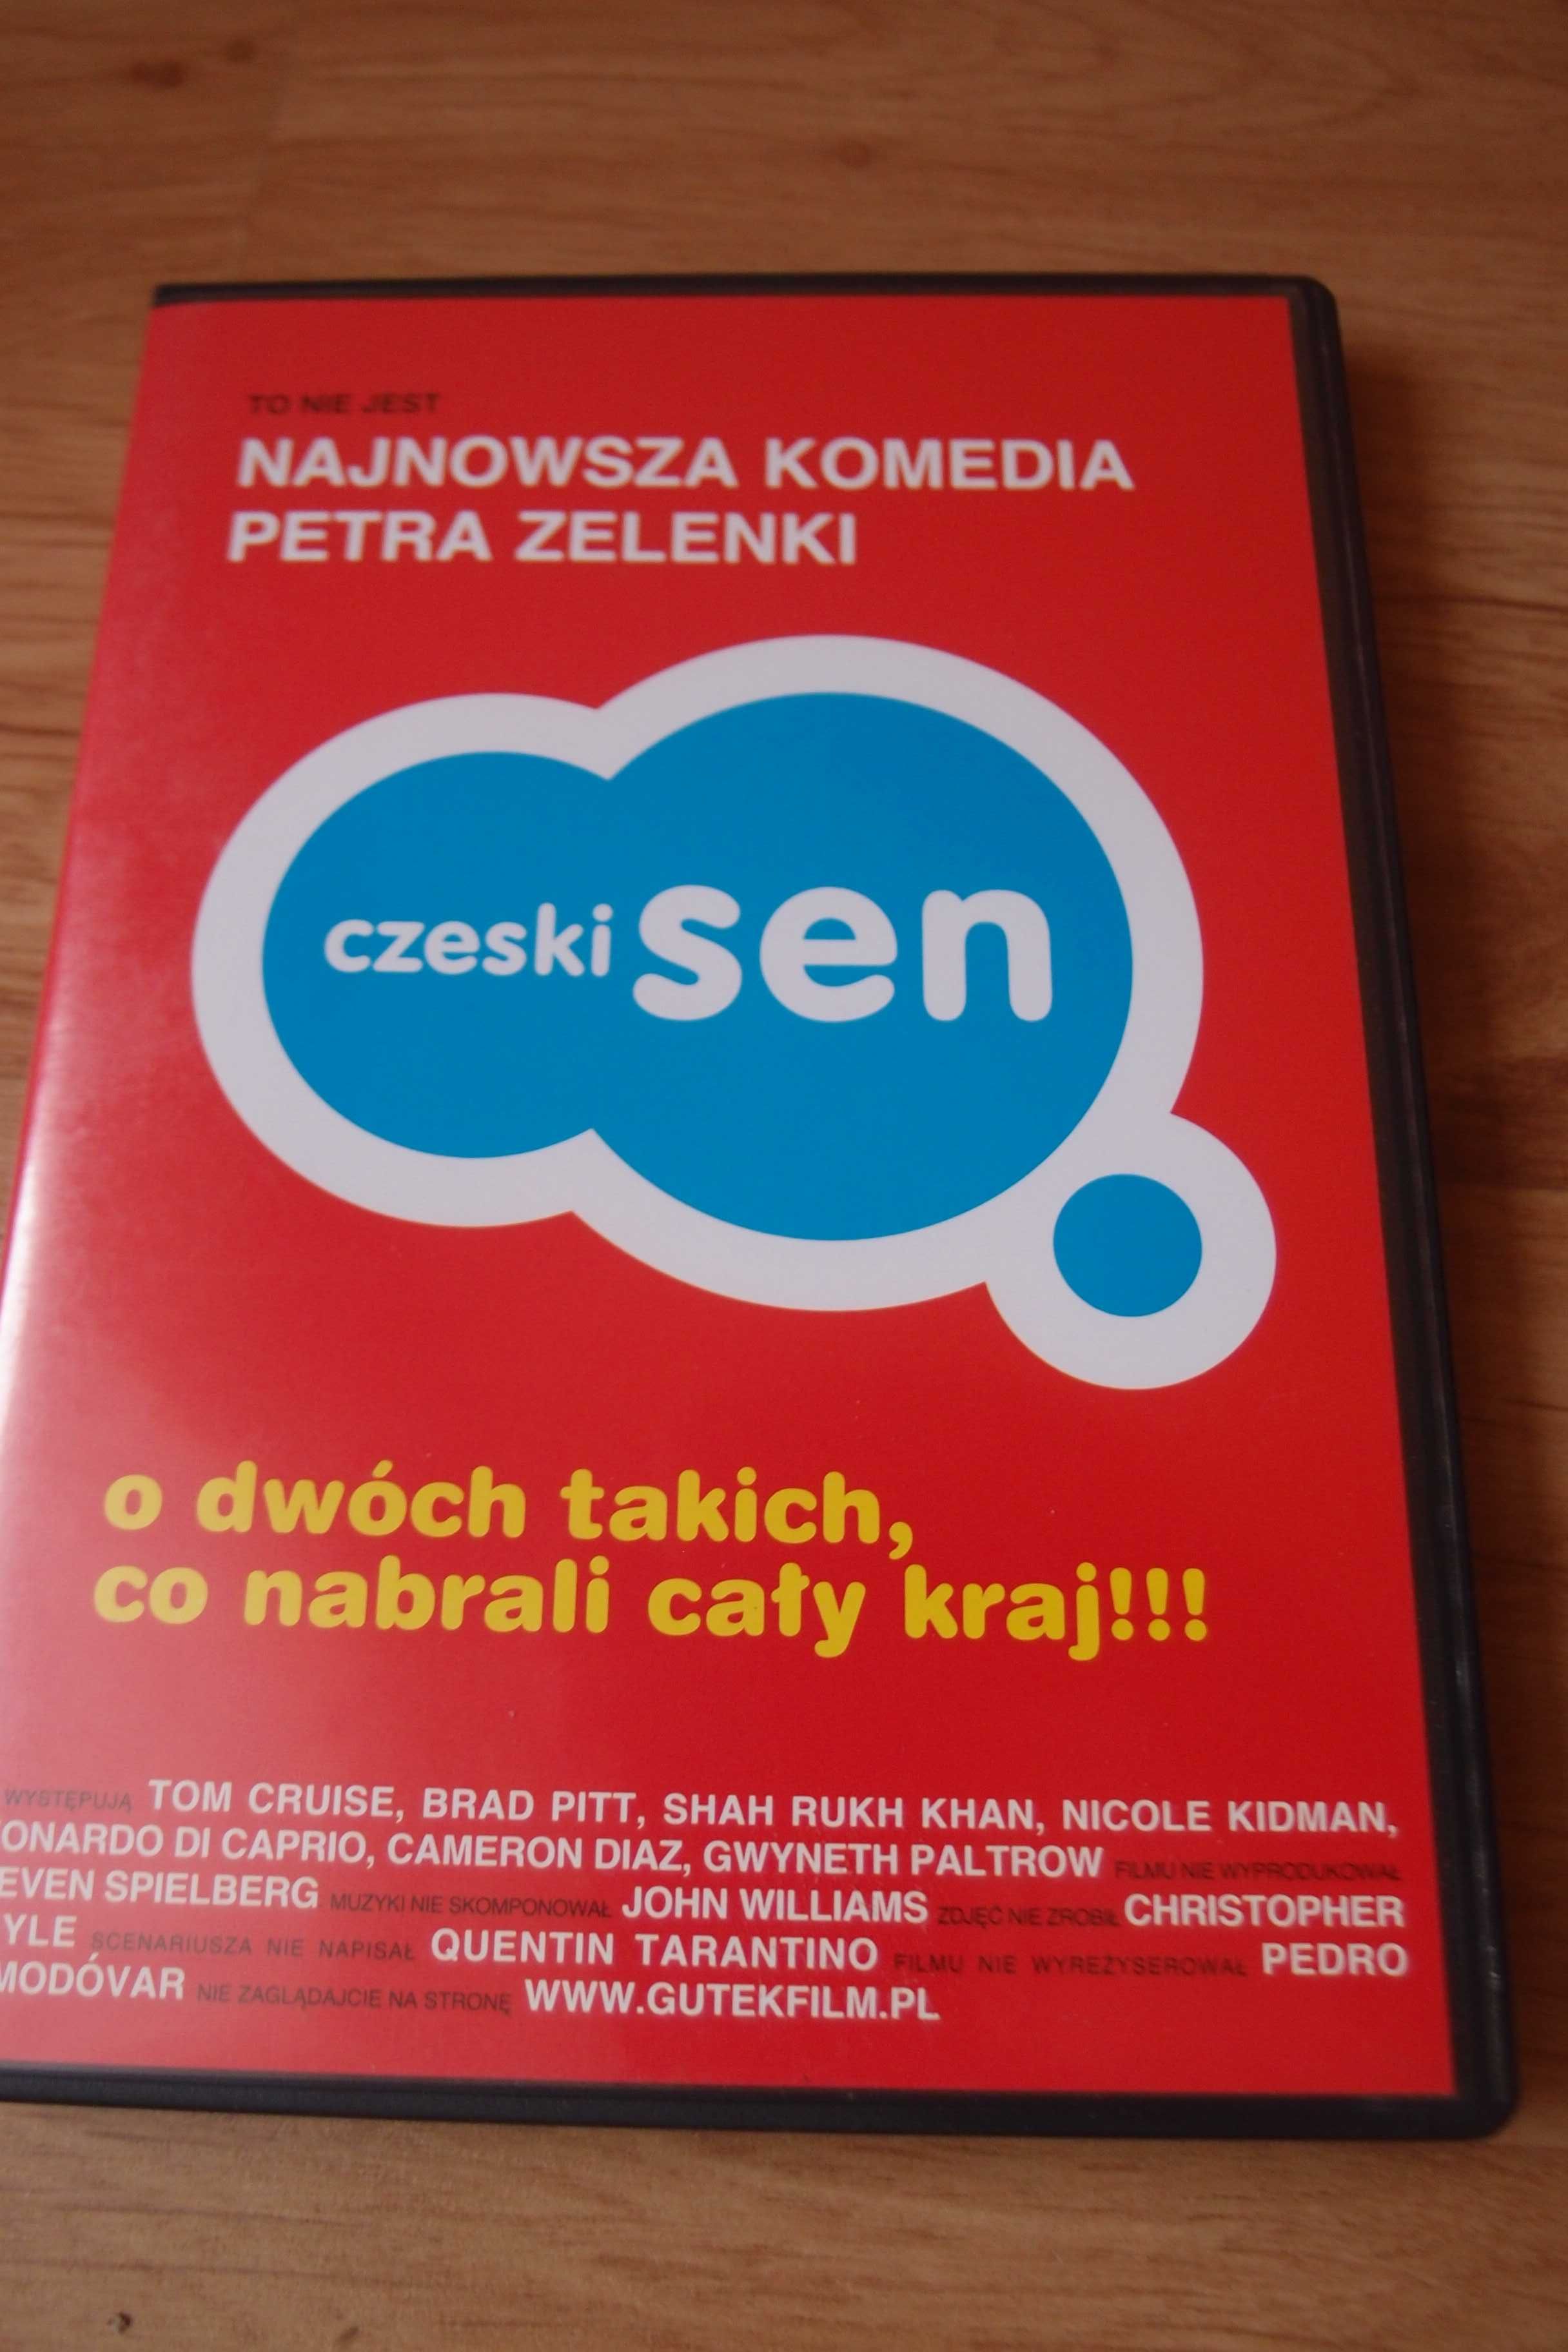 TO NIE JEST
NAJNOWSZA KOMEDIA
PETRA ZELENKI
czeski sen
o dwóch takich,
co nabrali cały kraj!!!
WYSTĘPUJĄ TOM CRUISE, BRAD PITT, SHAH RUKH KHAN, NICOLE KIDMAN,
ONARDO DI CAPRIO, CAMERON DIAZ, GWYNETH PALTROW FILMU NIE WYPRODUKOWAŁ
EVEN SPIELBERG MUZYKI NIE SKOMPONOWAŁ JOHN WILLIAMS ZDJĘĆ NIE ZROBIŁ CHRISTOPHER
YLE SCENARIUSZA NIE NAPISAŁ QUENTIN TARANTINO FILMU NIE WYREŻYSEROWAŁ PEDRO
MODÓVAR NIE ZAGLĄDAJCIE NA STRONĘ WWW.GUTEKFILM.PL